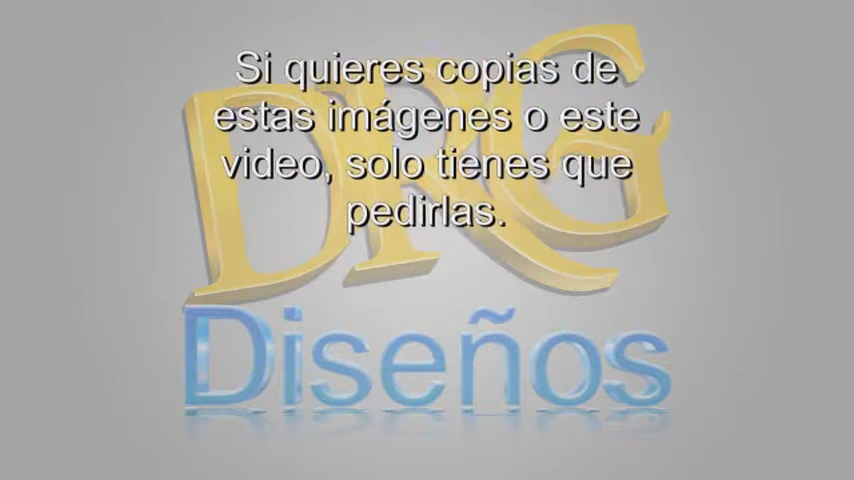 Si quieres copias de
estas imágenes o este
video, solo tienes que
pedirlas.
DRG
Diseños